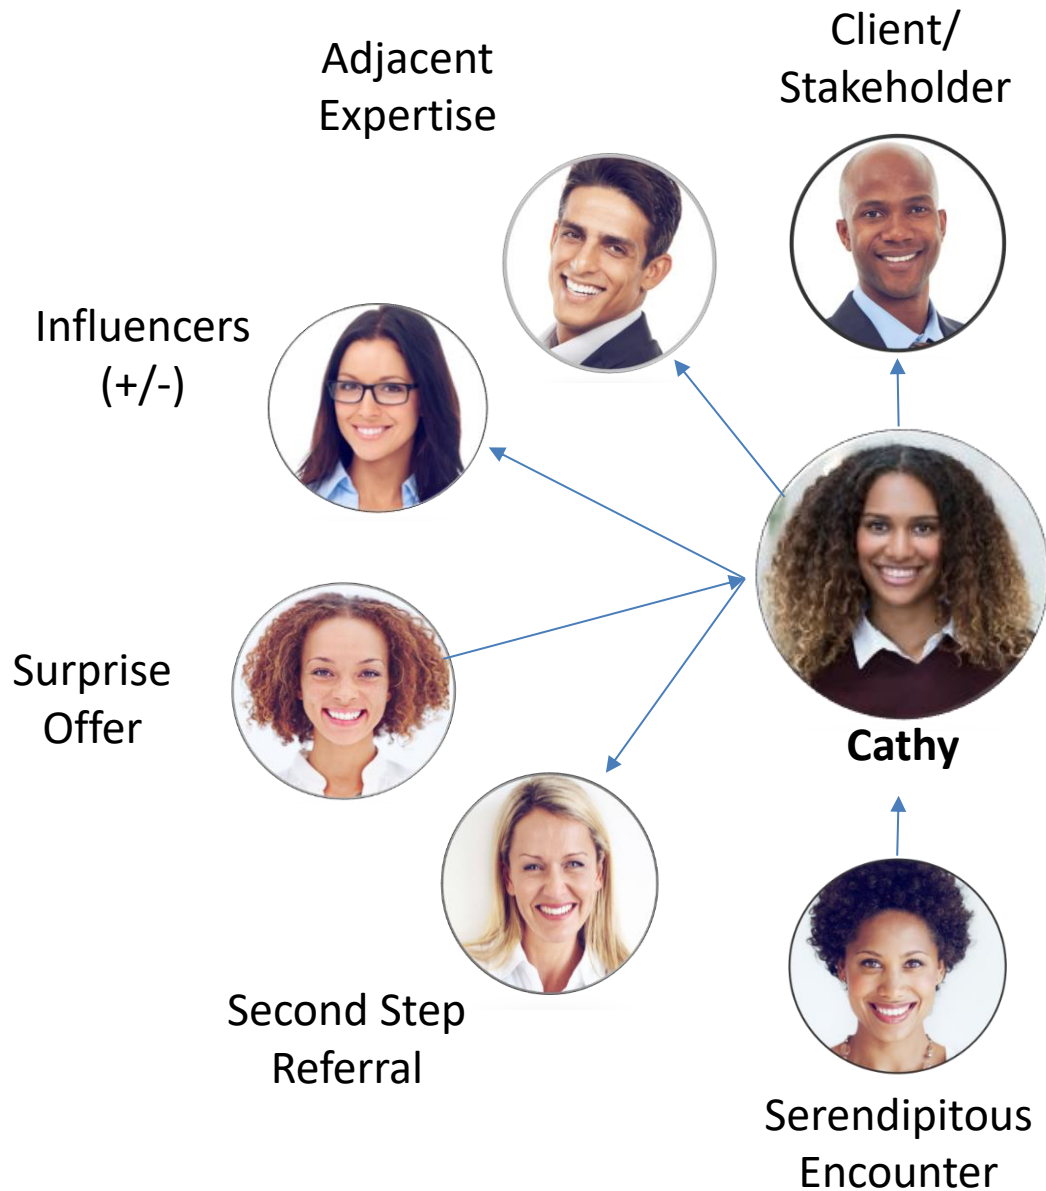 Adjacent
Expertise
Client/
Stakeholder
Influencers
(+/-)
Surprise
Offer
Cathy
Second Step
Referral
Serendipitous
Encounter